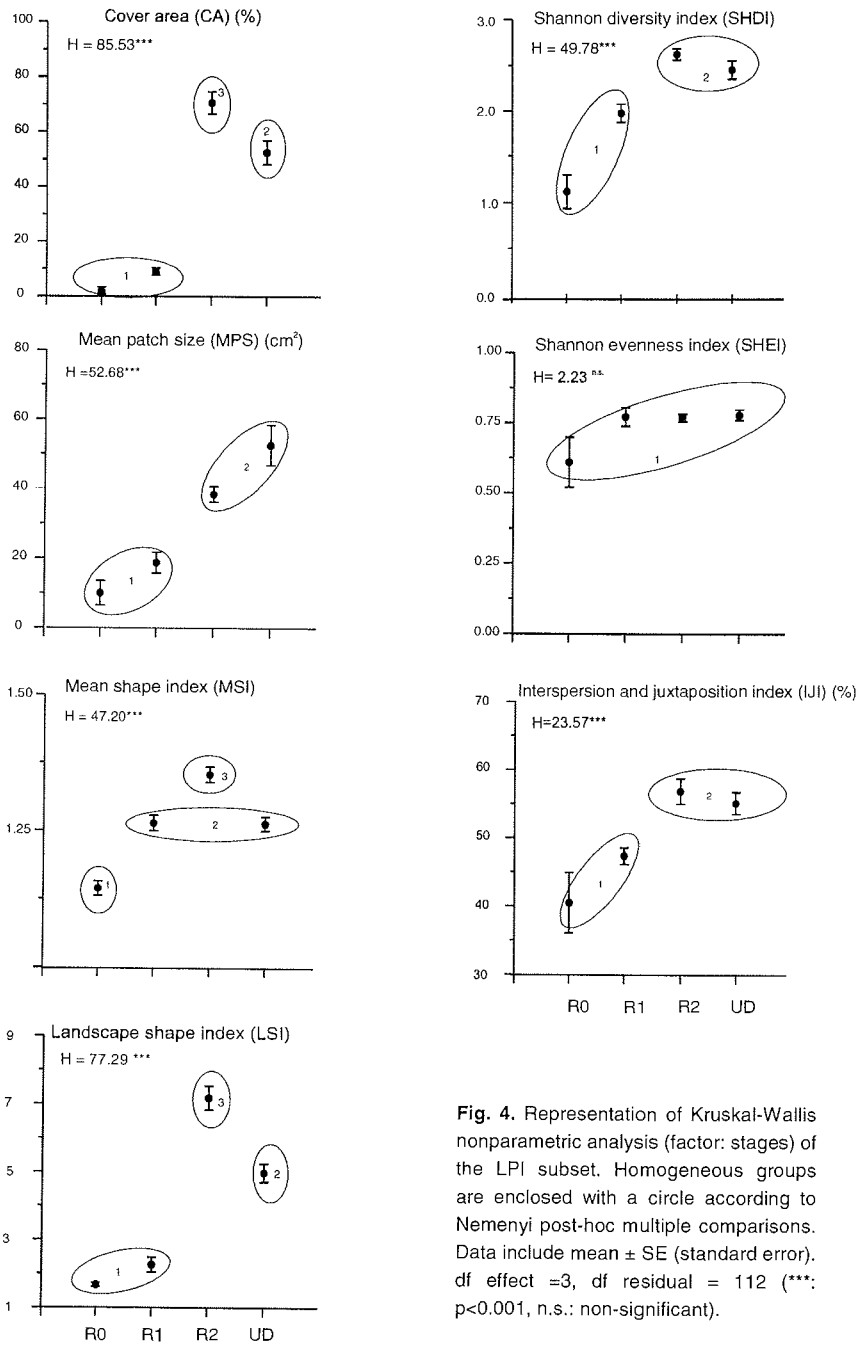 Cover area (CA) (%)
H = 85.53***
100
80
60
40
20
0
3
2
1
Shannon diversity index (SHDI)
H = 49.78***
3.0
2.0
1.0
0.0
1
2
Mean patch size (MPS) (cm²)
H =52.68***
80
60
40
20
0
1
2
Shannon evenness index (SHEI)
H= 2.23 n.s.
1.00
0.75
0.50
0.25
0.00
1
Mean shape index (MSI)
H = 47.20***
1.50
1.25
1
2
3
Interspersion and juxtaposition index (IJI) (%)
H=23.57***
70
60
50
40
30
1
2
R0 R1 R2 UD
Landscape shape index (LSI)
H = 77.29 ***
9
7
5
3
1
1
3
2
R0 R1 R2 UD
Fig. 4. Representation of Kruskal-Wallis
nonparametric analysis (factor: stages) of
the LPI subset. Homogeneous groups
are enclosed with a circle according to
Nemenyi post-hoc multiple comparisons.
Data include mean ± SE (standard error).
df effect =3, df residual = 112 (***:
p<0.001, n.s.: non-significant).